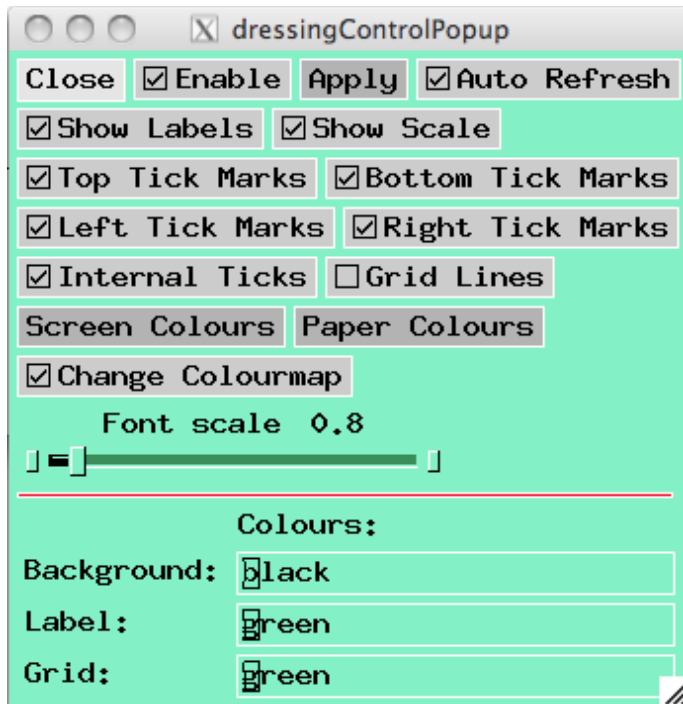 dressingControlPopup
Close Enable Apply Auto Refresh
Show Labels Show Scale
Top Tick Marks Bottom Tick Marks
Left Tick Marks Right Tick Marks
Internal Ticks Grid Lines
Screen Colours Paper Colours
Change Colourmap
Font scale 0.8
Colours:
Background: black
Label: green
Grid: green